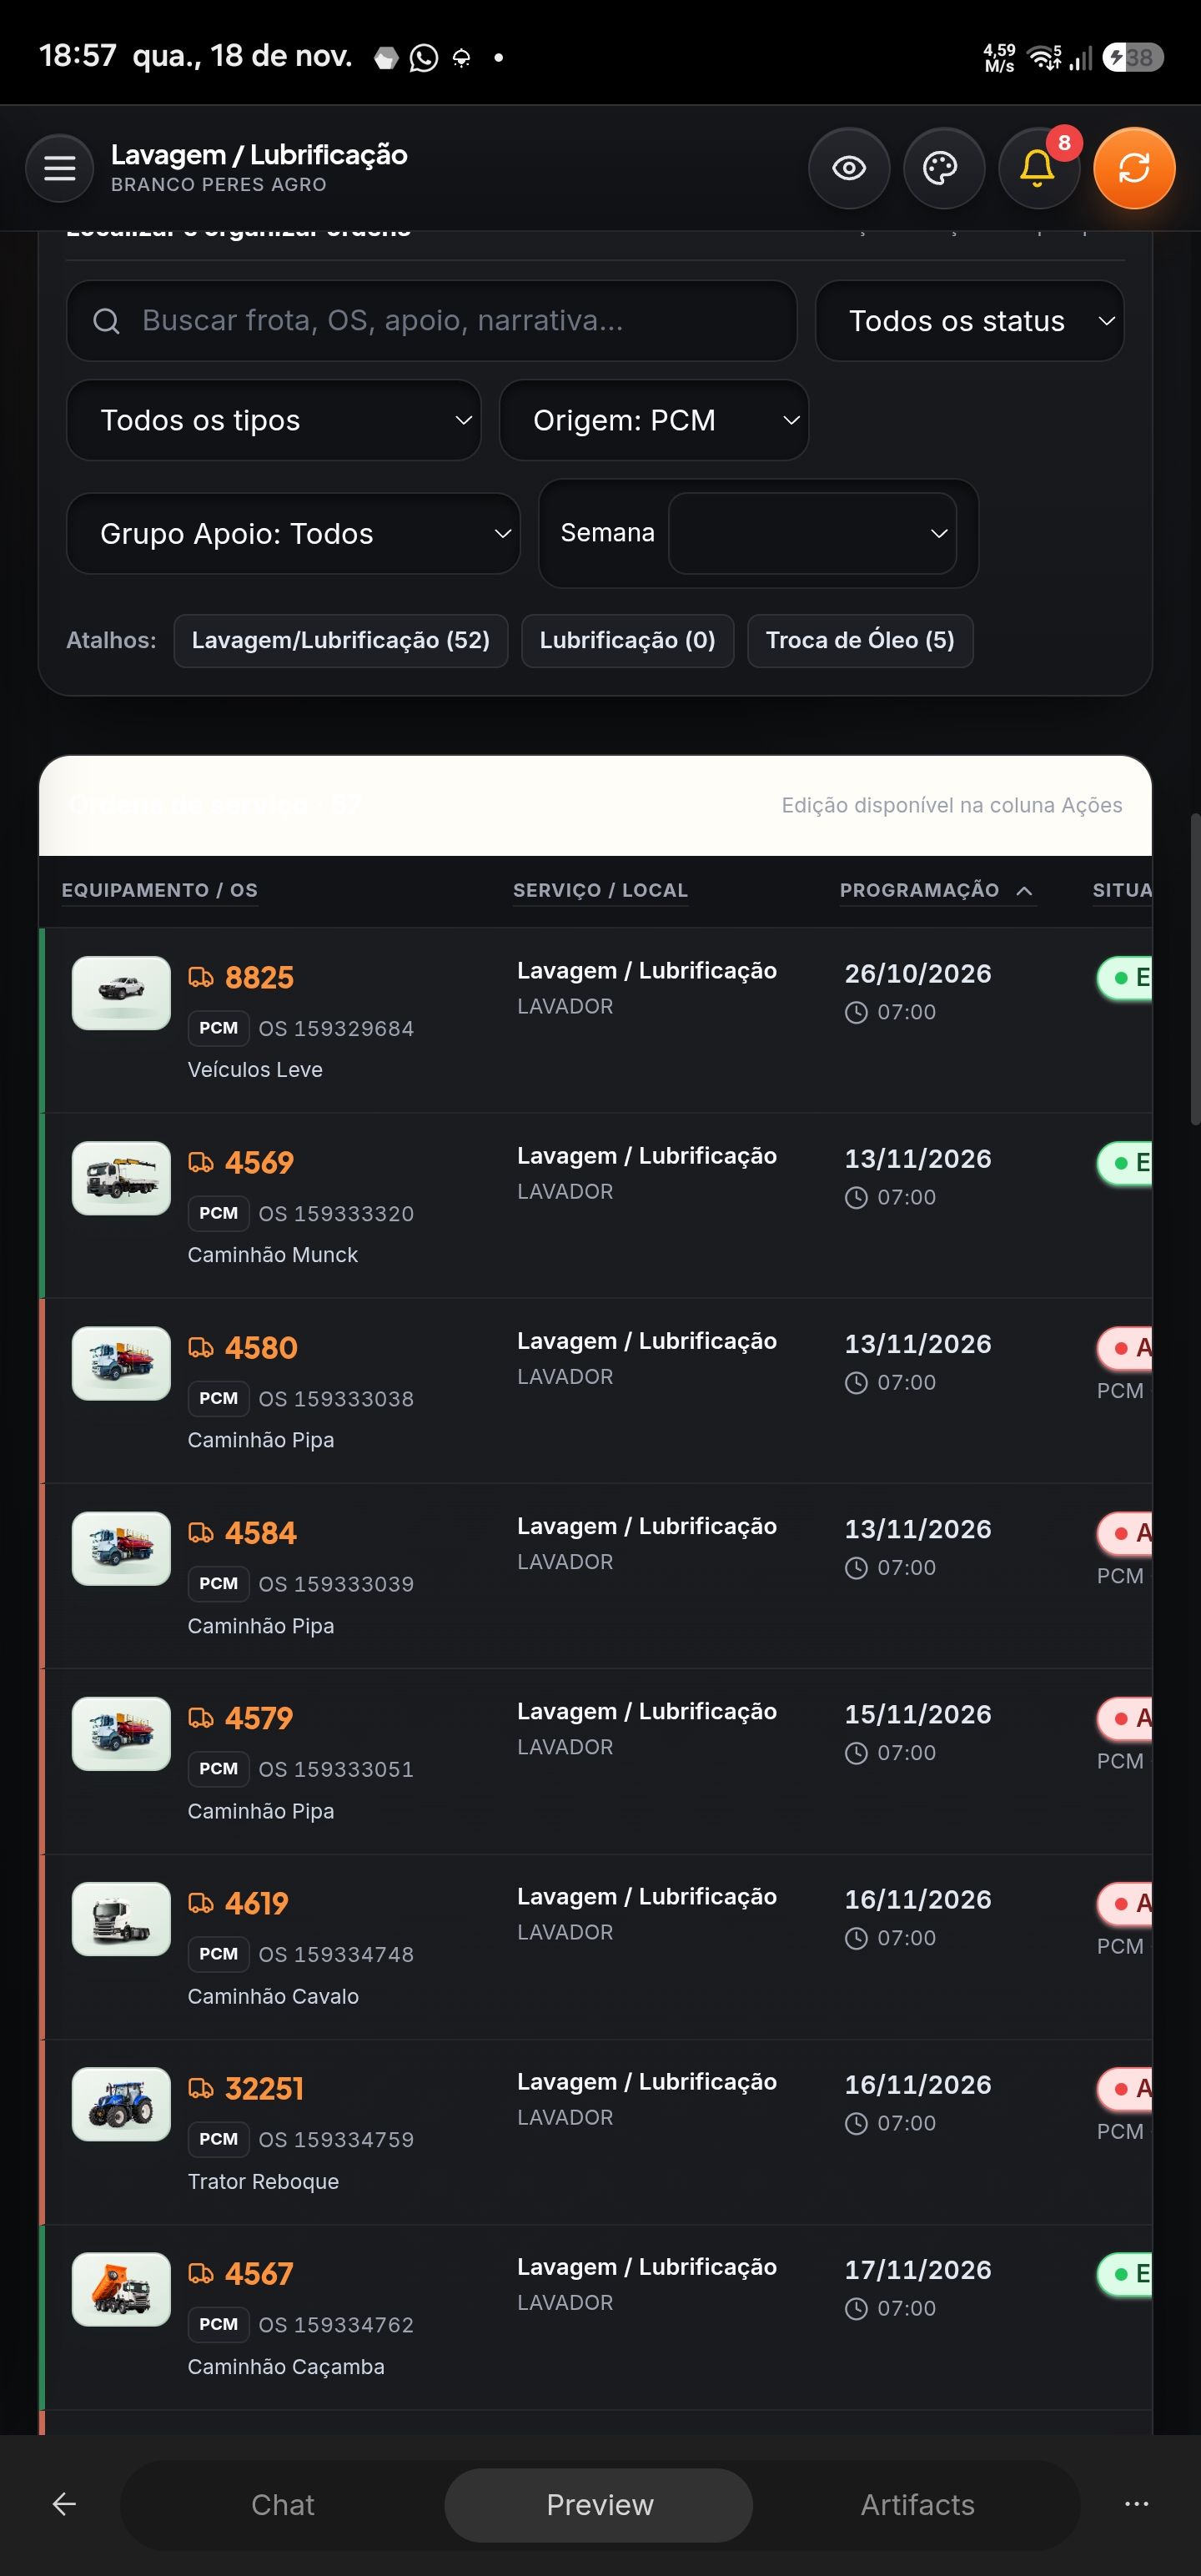 18:57 qua., 18 de nov.
4,59 M/s
5
38
Lavagem / Lubrificação
BRANCO PERES AGRO
8
Localizar e organizar ordens
Buscar frota, OS, apoio, narrativa...
Todos os status
Todos os tipos
Origem: PCM
Grupo Apoio: Todos
Semana
Atalhos:
Lavagem/Lubrificação (52)
Lubrificação (0)
Troca de Óleo (5)
Ordens de serviço 57
Edição disponível na coluna Ações
EQUIPAMENTO / OS
SERVIÇO / LOCAL
PROGRAMAÇÃO
SITUA
8825
PCM OS 159329684
Veículos Leve
Lavagem / Lubrificação
LAVADOR
26/10/2026
07:00
E
4569
PCM OS 159333320
Caminhão Munck
Lavagem / Lubrificação
LAVADOR
13/11/2026
07:00
E
4580
PCM OS 159333038
Caminhão Pipa
Lavagem / Lubrificação
LAVADOR
13/11/2026
07:00
A
PCM
4584
PCM OS 159333039
Caminhão Pipa
Lavagem / Lubrificação
LAVADOR
13/11/2026
07:00
A
PCM
4579
PCM OS 159333051
Caminhão Pipa
Lavagem / Lubrificação
LAVADOR
15/11/2026
07:00
A
PCM
4619
PCM OS 159334748
Caminhão Cavalo
Lavagem / Lubrificação
LAVADOR
16/11/2026
07:00
A
PCM
32251
PCM OS 159334759
Trator Reboque
Lavagem / Lubrificação
LAVADOR
16/11/2026
07:00
A
PCM
4567
PCM OS 159334762
Caminhão Caçamba
Lavagem / Lubrificação
LAVADOR
17/11/2026
07:00
E
Chat
Preview
Artifacts